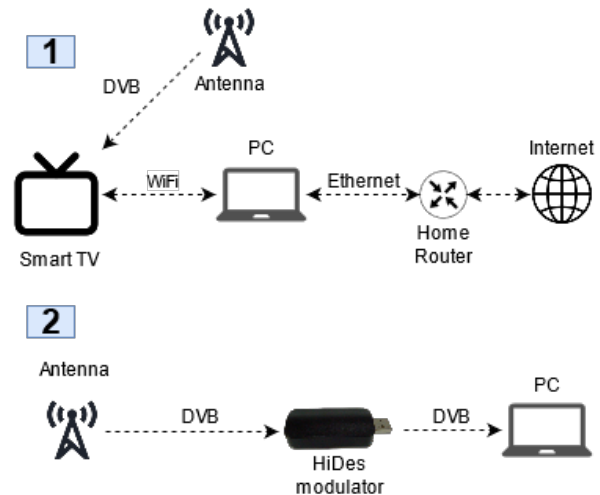 1
Antenna
DVB
PC
Internet
WiFi
Ethernet
Smart TV
Home
Router
2
Antenna
PC
DVB
DVB
HiDes
modulator